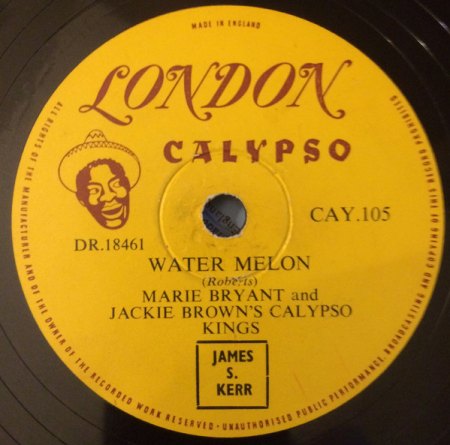 MADE IN ENGLAND
LONDON
CALYPSO
DR.18461
CAY.105
WATER MELON
(Roberts)
MARIE BRYANT and
JACKIE BROWN'S CALYPSO
KINGS
JAMES
S.
KERR
ALL RIGHTS OF THE MANUFACTURER AND OF THE OWNER OF THE RECORDED WORK RESERVED · UNAUTHORISED PUBLIC PERFORMANCE, BROADCASTING AND COPYING OF THIS RECORD PROHIBITED